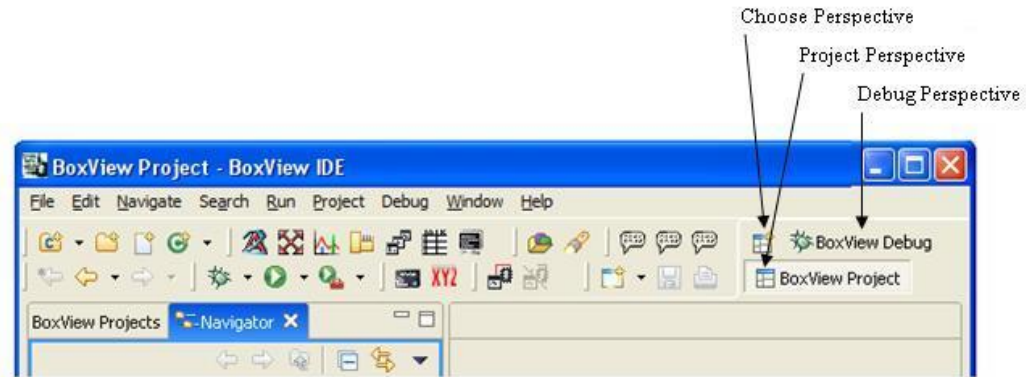 Choose Perspective
Project Perspective
Debug Perspective
BoxView Project - BoxView IDE
File Edit Navigate Search Run Project Debug Window Help
BoxView Debug
XYZ
BoxView Project
BoxView Projects Navigator